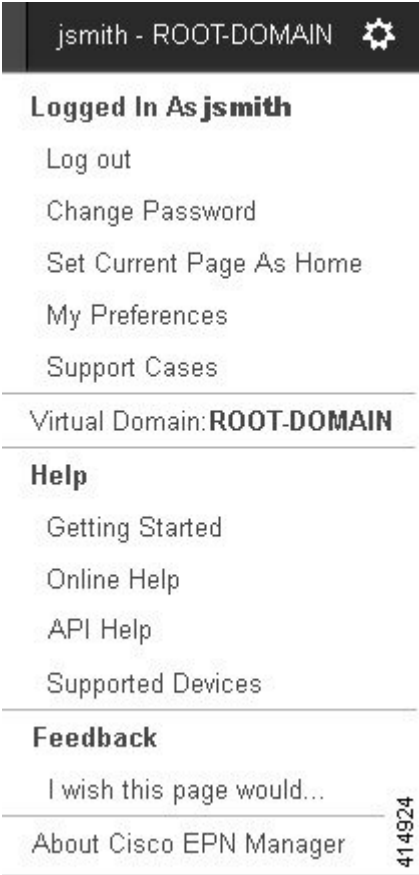 jsmith - ROOT-DOMAIN
Logged In As jsmith
Log out
Change Password
Set Current Page As Home
My Preferences
Support Cases
Virtual Domain: ROOT-DOMAIN
Help
Getting Started
Online Help
API Help
Supported Devices
Feedback
I wish this page would...
About Cisco EPN Manager
414924